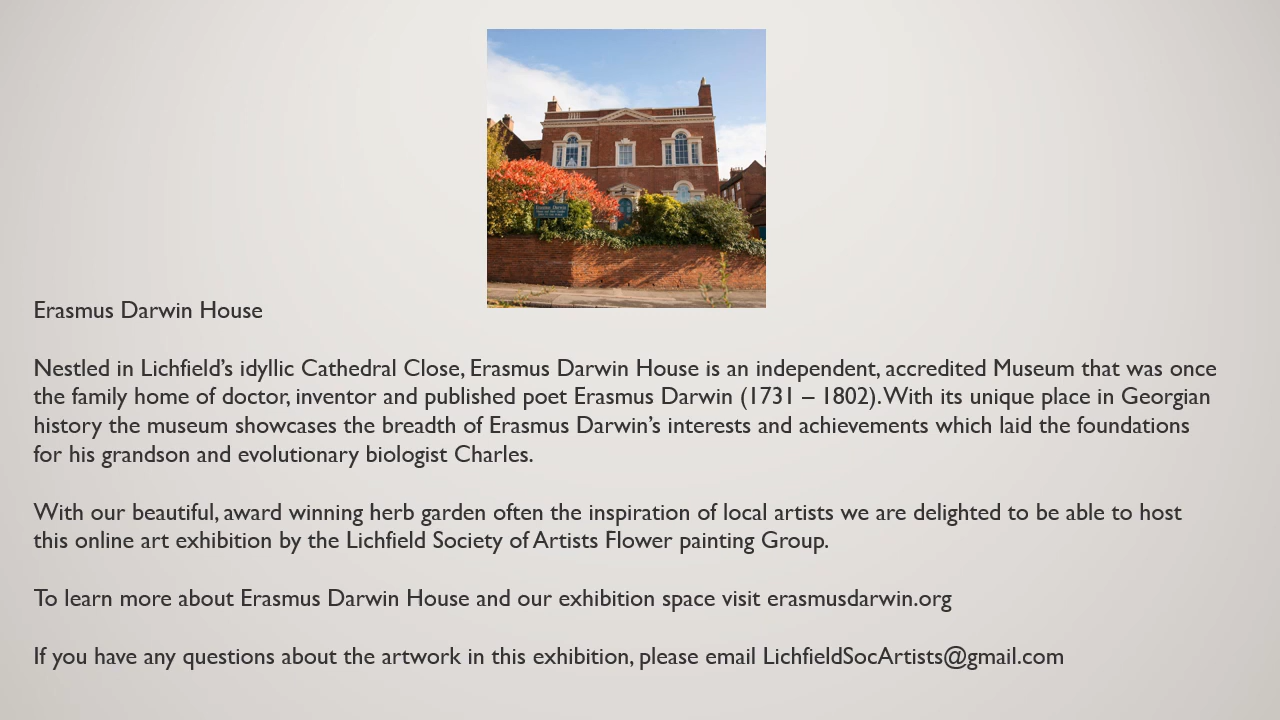 Erasmus Darwin House
Nestled in Lichfield’s idyllic Cathedral Close, Erasmus Darwin House is an independent, accredited Museum that was once
the family home of doctor, inventor and published poet Erasmus Darwin (1731 – 1802). With its unique place in Georgian
history the museum showcases the breadth of Erasmus Darwin’s interests and achievements which laid the foundations
for his grandson and evolutionary biologist Charles.
With our beautiful, award winning herb garden often the inspiration of local artists we are delighted to be able to host
this online art exhibition by the Lichfield Society of Artists Flower painting Group.
To learn more about Erasmus Darwin House and our exhibition space visit erasmusdarwin.org
If you have any questions about the artwork in this exhibition, please email LichfieldSocArtists@gmail.com